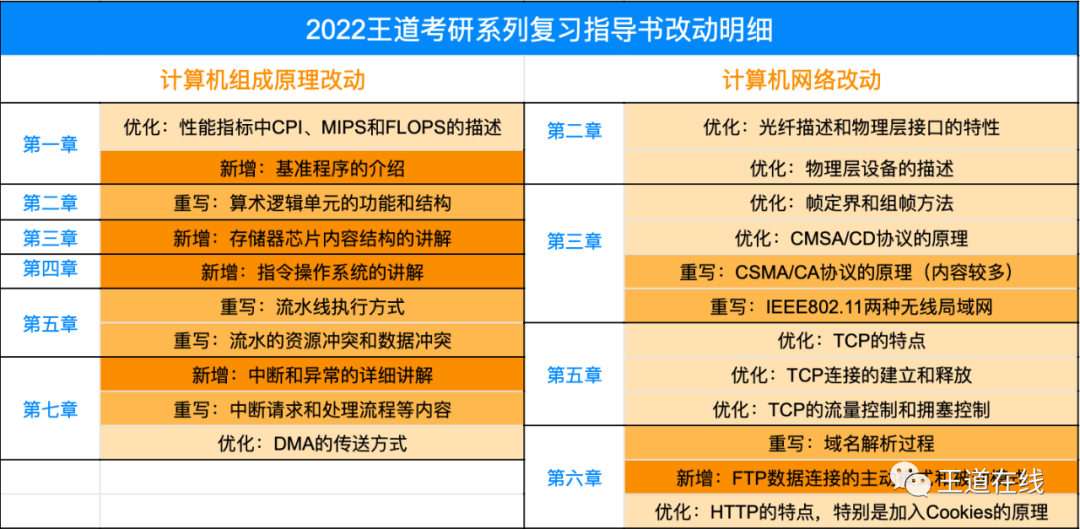 2022王道考研系列复习指导书改动明细
计算机组成原理改动
第一章
优化：性能指标中CPI、MIPS和FLOPS的描述
新增：基准程序的介绍
第二章
重写：算术逻辑单元的功能和结构
第三章
新增：存储器芯片内容结构的讲解
第四章
新增：指令操作系统的讲解
第五章
重写：流水线执行方式
重写：流水的资源冲突和数据冲突
第七章
新增：中断和异常的详细讲解
重写：中断请求和处理流程等内容
优化：DMA的传送方式
计算机网络改动
第二章
优化：光纤描述和物理层接口的特性
优化：物理层设备的描述
第三章
优化：帧定界和组帧方法
优化：CMSA/CD协议的原理
重写：CSMA/CA协议的原理（内容较多）
重写：IEEE802.11两种无线局域网
第五章
优化：TCP的特点
优化：TCP连接的建立和释放
优化：TCP的流量控制和拥塞控制
第六章
重写：域名解析过程
新增：FTP数据连接的主动
优化：HTTP的特点，特别是加入Cookies的原理
王道在线